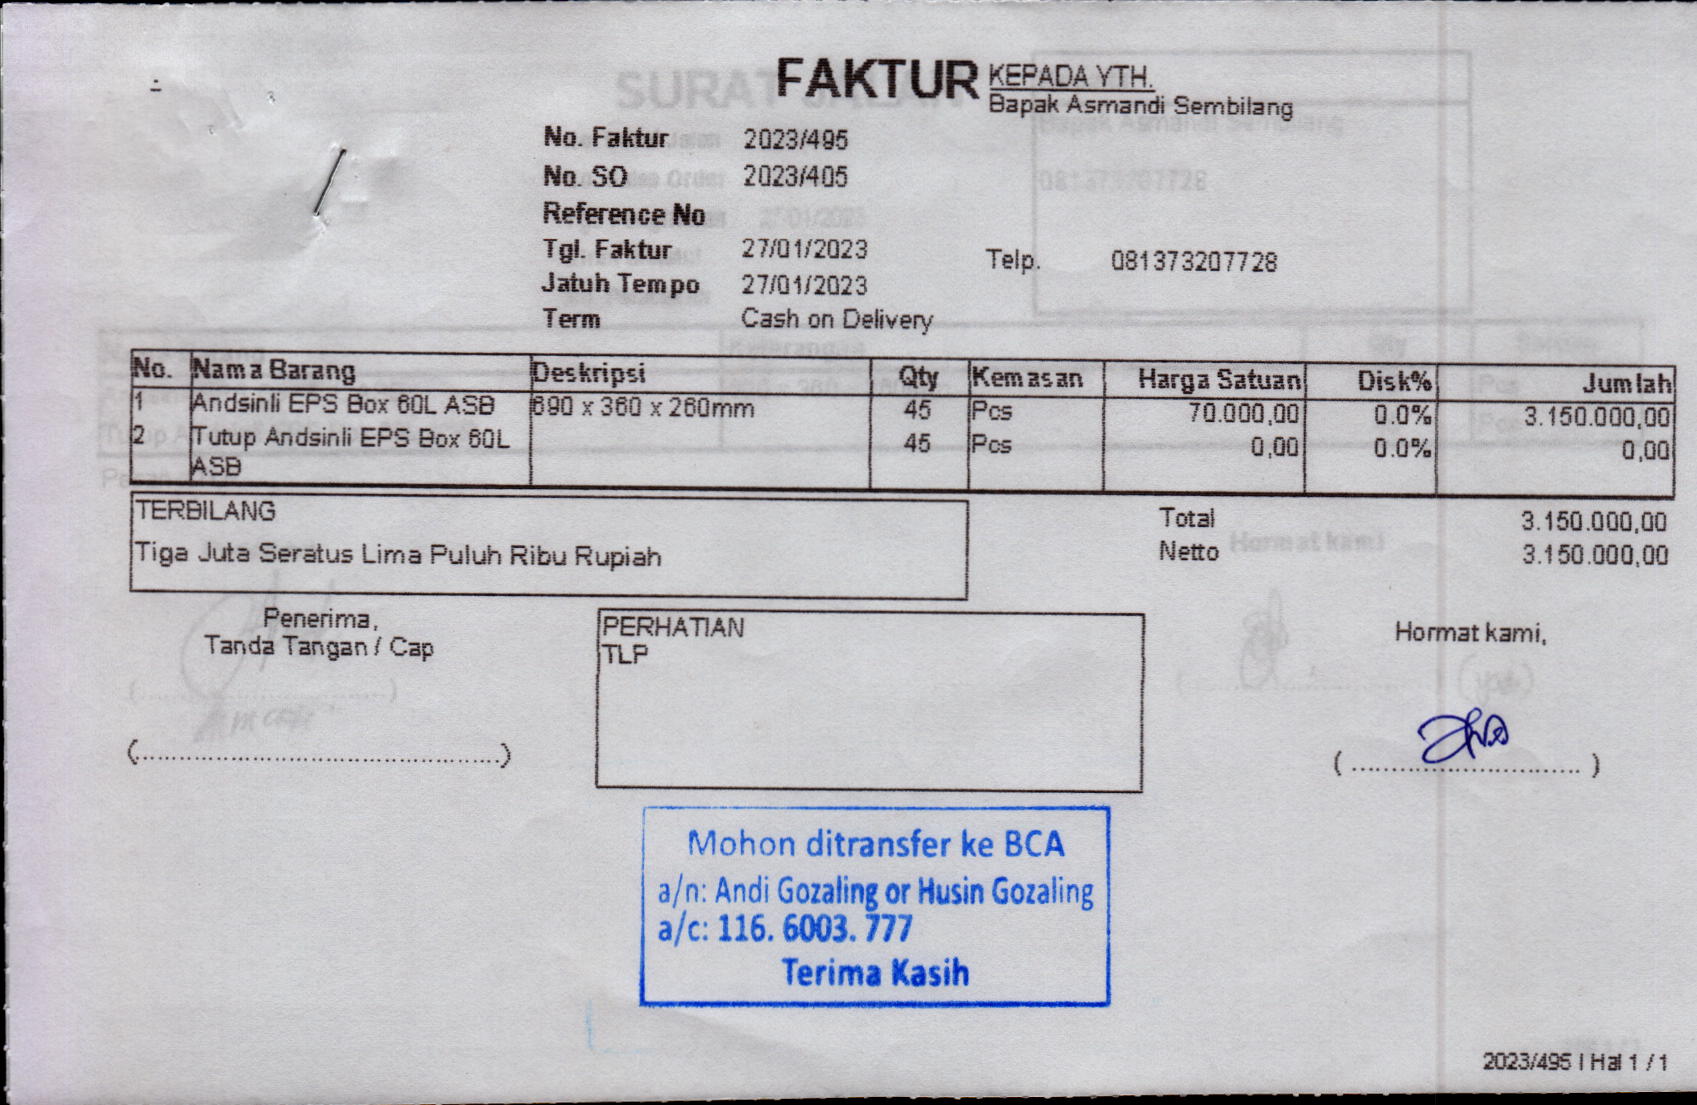 FAKTUR
KEPADA YTH.
Bapak Asmandi Sembilang
No. Faktur 2023/495
No. SO 2023/405
Reference No
Tgl. Faktur 27/01/2023
Telp. 081373207728
Jatuh Tempo 27/01/2023
Term Cash on Delivery
No. Nama Barang Deskripsi Qty Kemasan Harga Satuan Disk% Jumlah
1 Andsinli EPS Box 60L ASB 690 x 360 x 260mm 45 Pcs 70.000,00 0.0% 3.150.000,00
2 Tutup Andsinli EPS Box 60L 45 Pcs 0,00 0.0% 0,00
ASB
TERBILANG
Tiga Juta Seratus Lima Puluh Ribu Rupiah
Total 3.150.000,00
Netto 3.150.000,00
Penerima,
Tanda Tangan / Cap
(....................................................)
PERHATIAN
TLP
Hormat kami,
(................................)
Mohon ditransfer ke BCA
a/n: Andi Gozaling or Husin Gozaling
a/c: 116. 6003. 777
Terima Kasih
2023/495 | Hal 1 / 1